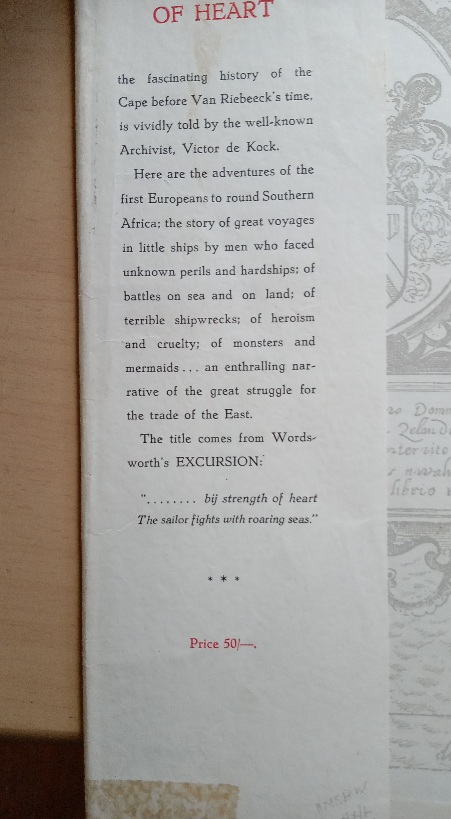 OF HEART
the fascinating history of the
Cape before Van Riebeeck's time,
is vividly told by the well-known
Archivist, Victor de Kock.
Here are the adventures of the
first Europeans to round Southern
Africa; the story of great voyages
in little ships by men who faced
unknown perils and hardships; of
battles on sea and on land; of
terrible shipwrecks; of heroism
and cruelty; of monsters and
mermaids... an enthralling nar-
rative of the great struggle for
the trade of the East.
The title comes from Words-
worth's EXCURSION:
"........ bij strength of heart
The sailor fights with roaring seas."
* * *
Price 50/—.
libris